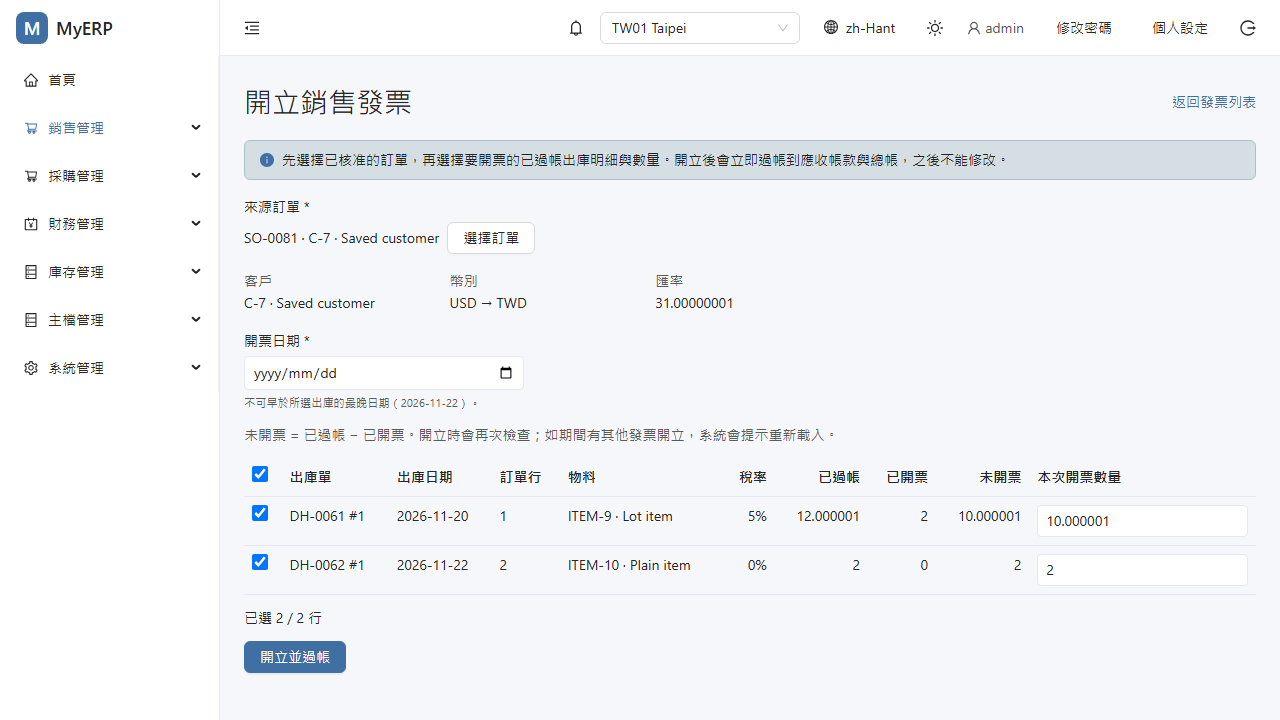 M MyERP
TW01 Taipei
zh-Hant
admin
修改密碼
個人設定
首頁
銷售管理
採購管理
財務管理
庫存管理
主檔管理
系統管理
開立銷售發票
返回發票列表
先選擇已核准的訂單，再選擇要開票的已過帳出庫明細與數量。開立後會立即過帳到應收帳款與總帳，之後不能修改。
來源訂單 *
SO-0081 · C-7 · Saved customer 選擇訂單
客戶 幣別 匯率
C-7 · Saved customer USD → TWD 31.00000001
開票日期 *
yyyy/mm/dd
不可早於所選出庫的最晚日期（2026-11-22）。
未開票 = 已過帳 − 已開票。開立時會再次檢查；如期間有其他發票開立，系統會提示重新載入。
出庫單 出庫日期 訂單行 物料 稅率 已過帳 已開票 未開票 本次開票數量
DH-0061 #1 2026-11-20 1 ITEM-9 · Lot item 5% 12.000001 2 10.000001 10.000001
DH-0062 #1 2026-11-22 2 ITEM-10 · Plain item 0% 2 0 2 2
已選 2 / 2 行
開立並過帳